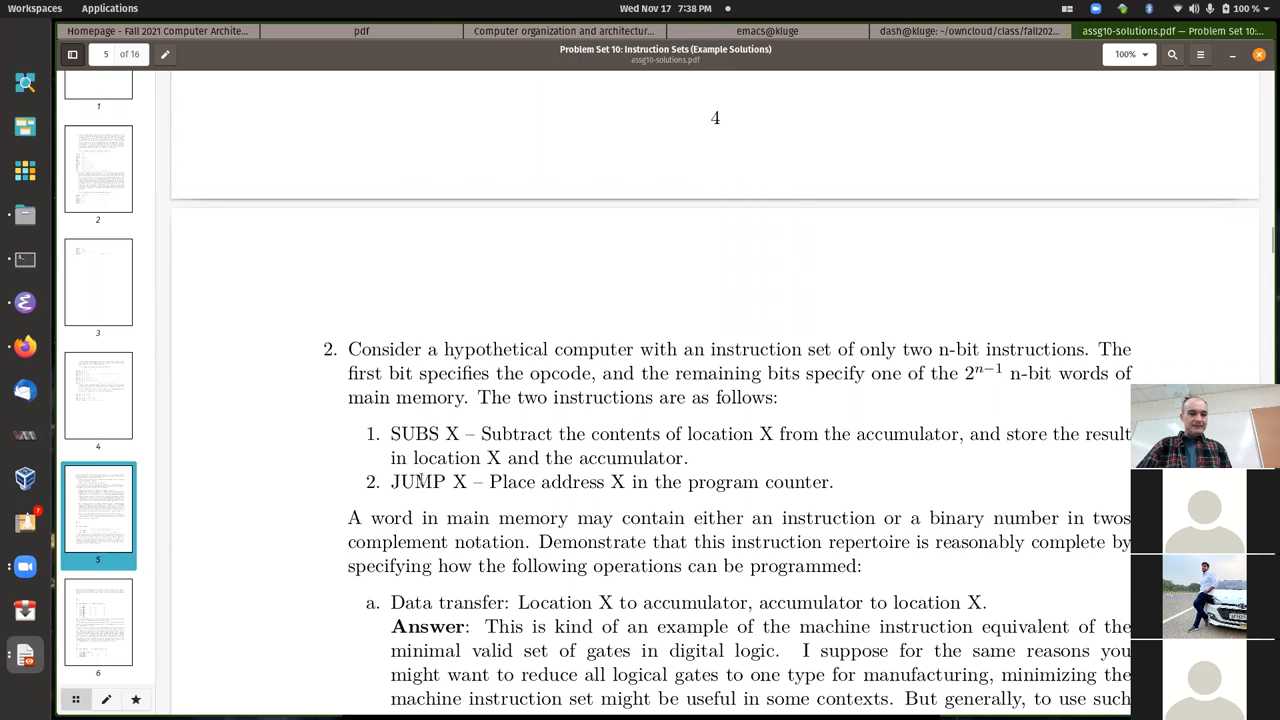 Workspaces Applications Wed Nov 17 7:38 PM 100 %
Homepage - Fall 2021 Computer Archite... pdf Computer organization and architectur... emacs@kluge dash@kluge: ~/owncloud/class/fall202... assg10-solutions.pdf — Problem Set 10:...
5 of 16 Problem Set 10: Instruction Sets (Example Solutions) 100%
assg10-solutions.pdf
1
2
3
4
5
6
7
4
2. Consider a hypothetical computer with an instruction set of only two n-bit instructions. The
first bit specifies the opcode, and the remaining bits specify one of the 2^{n−1} n-bit words of
main memory. The two instructions are as follows:
1. SUBS X – Subtract the contents of location X from the accumulator, and store the result
in location X and the accumulator.
2. JUMP X – Place address X in the program counter.
A word in main memory may contain either an instruction or a binary number in twos
complement notation. Demonstrate that this instruction repertoire is reasonably complete by
specifying how the following operations can be programmed:
a. Data transfer: Location X to accumulator, accumulator to location X.
Answer: This is kind of an example of the machine instruction equivalent of the
minimal valid set of gates in digital logic. I suppose for the same reasons you
might want to reduce all logical gates to one type for manufacturing, minimizing the
machine instruction set might be useful in some contexts. But generally, to use such